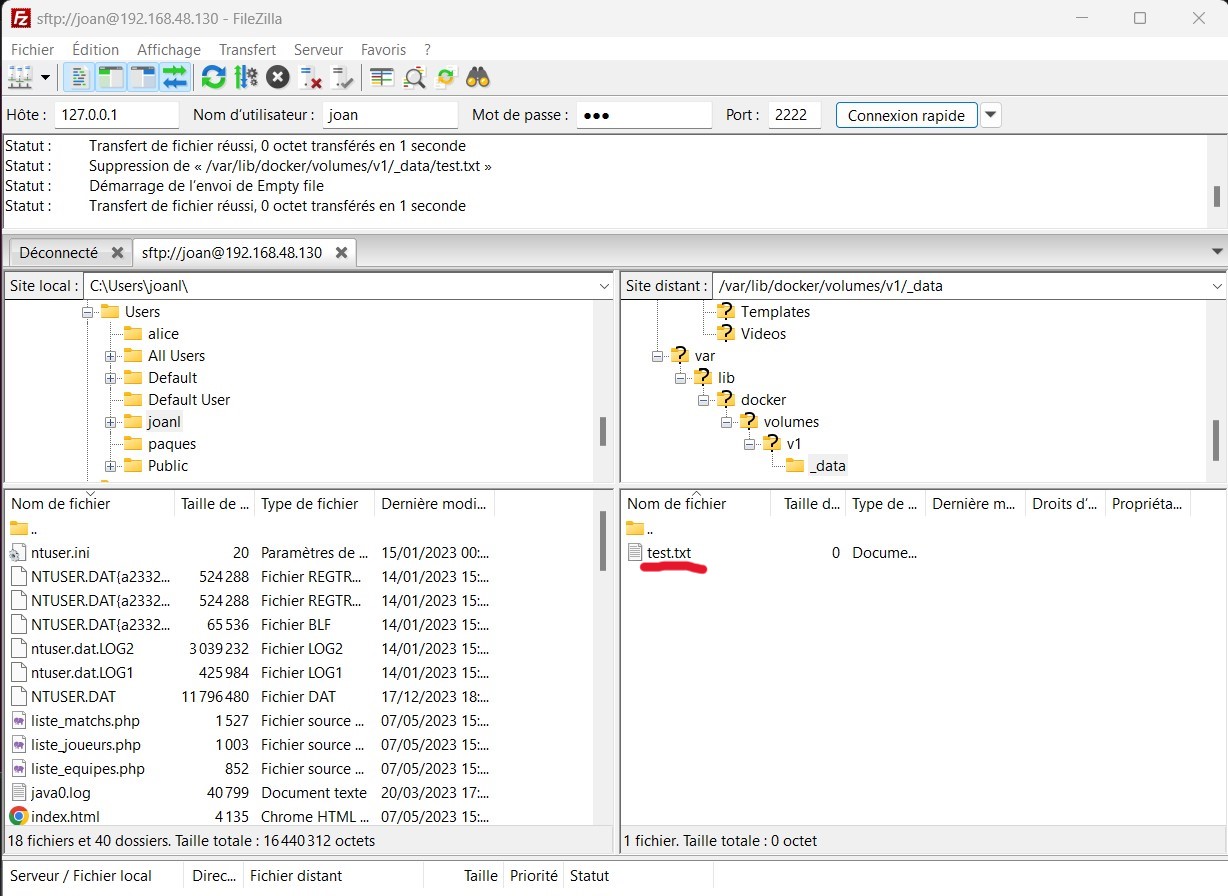 sftp://joan@192.168.48.130 - FileZilla
Fichier Édition Affichage Transfert Serveur Favoris ?
Hôte : 127.0.0.1 Nom d'utilisateur : joan Mot de passe : ●●● Port : 2222 Connexion rapide
Statut : Transfert de fichier réussi, 0 octet transférés en 1 seconde
Statut : Suppression de « /var/lib/docker/volumes/v1/_data/test.txt »
Statut : Démarrage de l'envoi de Empty file
Statut : Transfert de fichier réussi, 0 octet transférés en 1 seconde
Déconnecté sftp://joan@192.168.48.130
Site local : C:\Users\joanl\
Users
alice
All Users
Default
Default User
joanl
paques
Public
Site distant : /var/lib/docker/volumes/v1/_data
Templates
Videos
var
lib
docker
volumes
v1
_data
Nom de fichier Taille de ... Type de fichier Dernière modi...
..
ntuser.ini 20 Paramètres de ... 15/01/2023 00:...
NTUSER.DAT{a2332... 524 288 Fichier REGTR... 14/01/2023 15:...
NTUSER.DAT{a2332... 524 288 Fichier REGTR... 14/01/2023 15:...
NTUSER.DAT{a2332... 65 536 Fichier BLF 14/01/2023 15:...
ntuser.dat.LOG2 3 039 232 Fichier LOG2 14/01/2023 15:...
ntuser.dat.LOG1 425 984 Fichier LOG1 14/01/2023 15:...
NTUSER.DAT 11 796 480 Fichier DAT 17/12/2023 18:...
liste_matchs.php 1 527 Fichier source ... 07/05/2023 15:...
liste_joueurs.php 1 003 Fichier source ... 07/05/2023 15:...
liste_equipes.php 852 Fichier source ... 07/05/2023 15:...
java0.log 40 799 Document texte 20/03/2023 17:...
index.html 4 135 Chrome HTML ... 07/05/2023 15:...
18 fichiers et 40 dossiers. Taille totale : 16 440 312 octets
Nom de fichier Taille d... Type de ... Dernière m... Droits d'... Propriéta...
..
test.txt 0 Docume...
1 fichier. Taille totale : 0 octet
Serveur / Fichier local Direc... Fichier distant Taille Priorité Statut